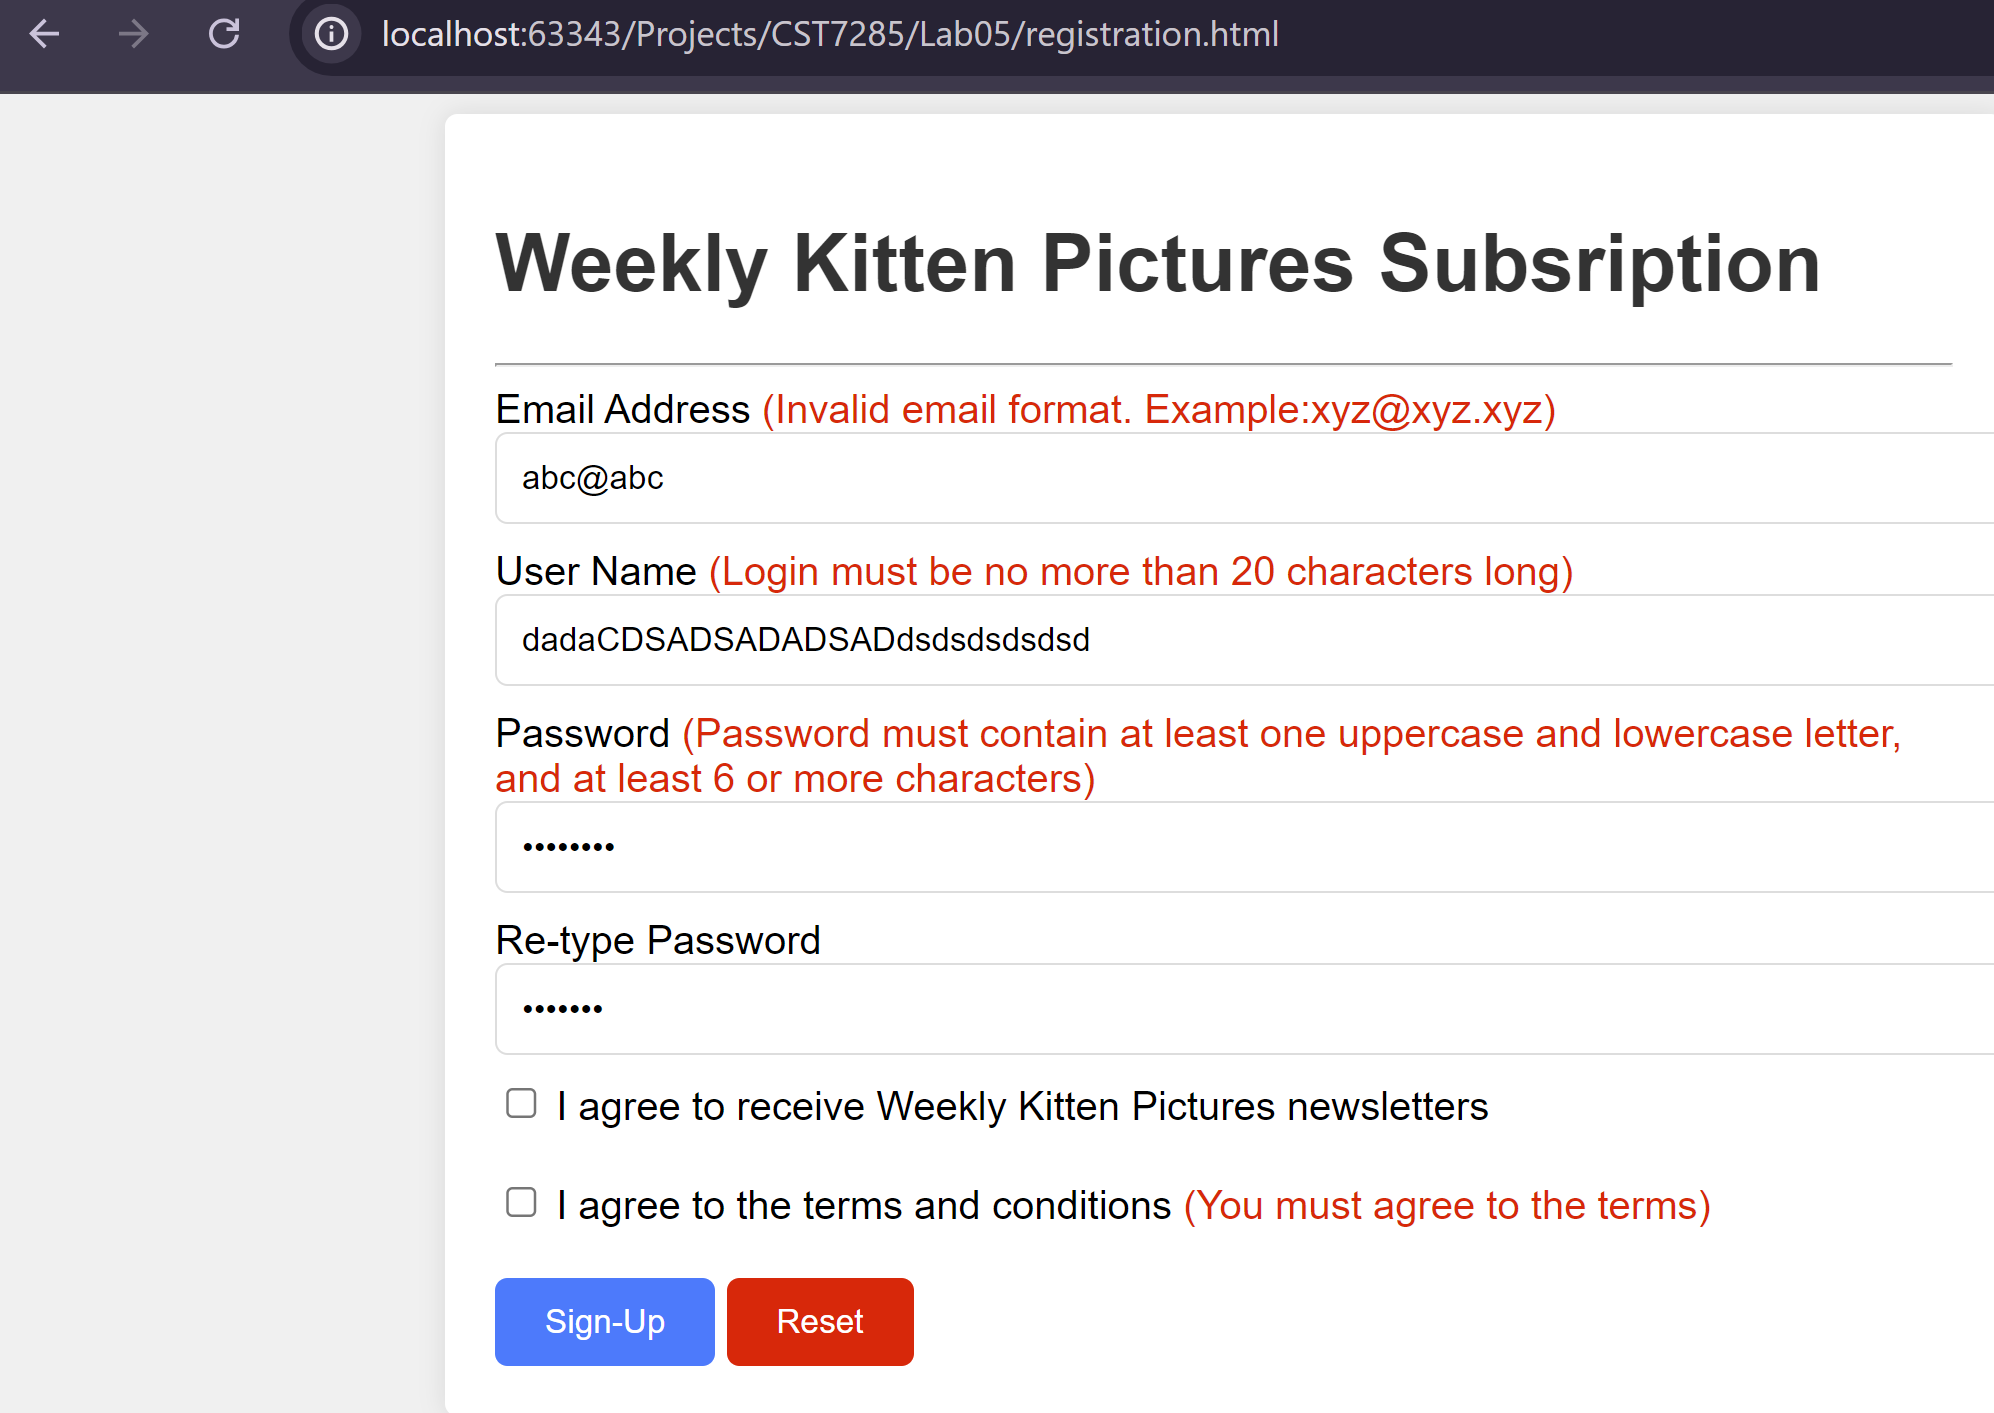 localhost:63343/Projects/CST7285/Lab05/registration.html
Weekly Kitten Pictures Subsription
Email Address (Invalid email format. Example:xyz@xyz.xyz)
abc@abc
User Name (Login must be no more than 20 characters long)
dadaCDSADSADADSADdsdsdsdsdsd
Password (Password must contain at least one uppercase and lowercase letter,
and at least 6 or more characters)
••••••••
Re-type Password
•••••••
I agree to receive Weekly Kitten Pictures newsletters
I agree to the terms and conditions (You must agree to the terms)
Sign-Up Reset